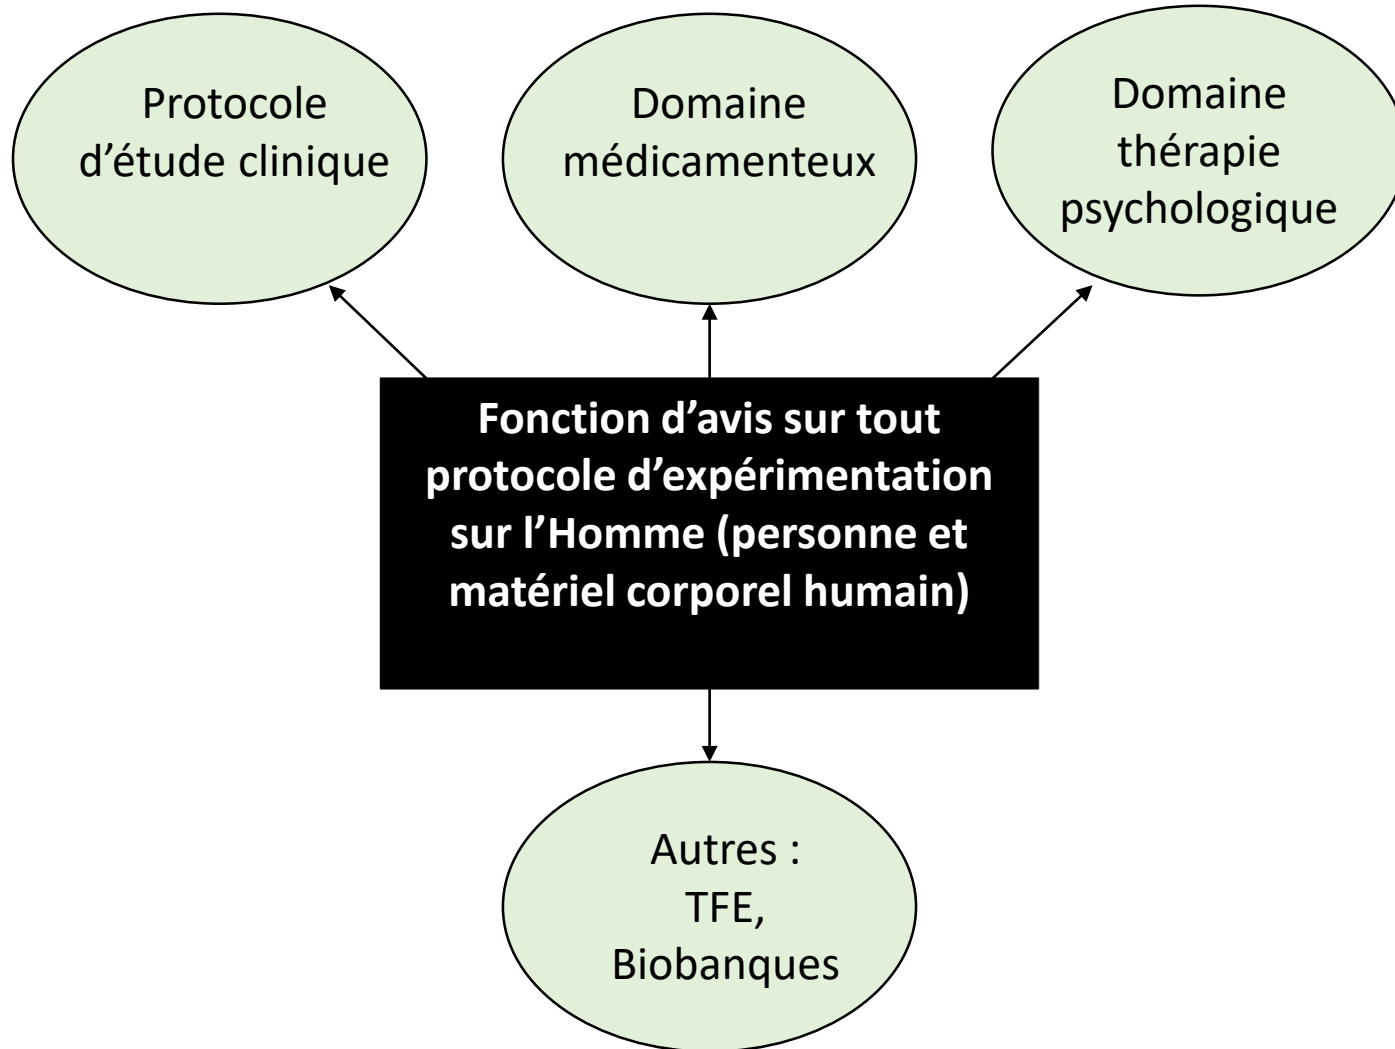 Protocole
d’étude clinique
Domaine
médicamenteux
Domaine
thérapie
psychologique
Fonction d’avis sur tout
protocole d’expérimentation
sur l’Homme (personne et
matériel corporel humain)
Autres :
TFE,
Biobanques